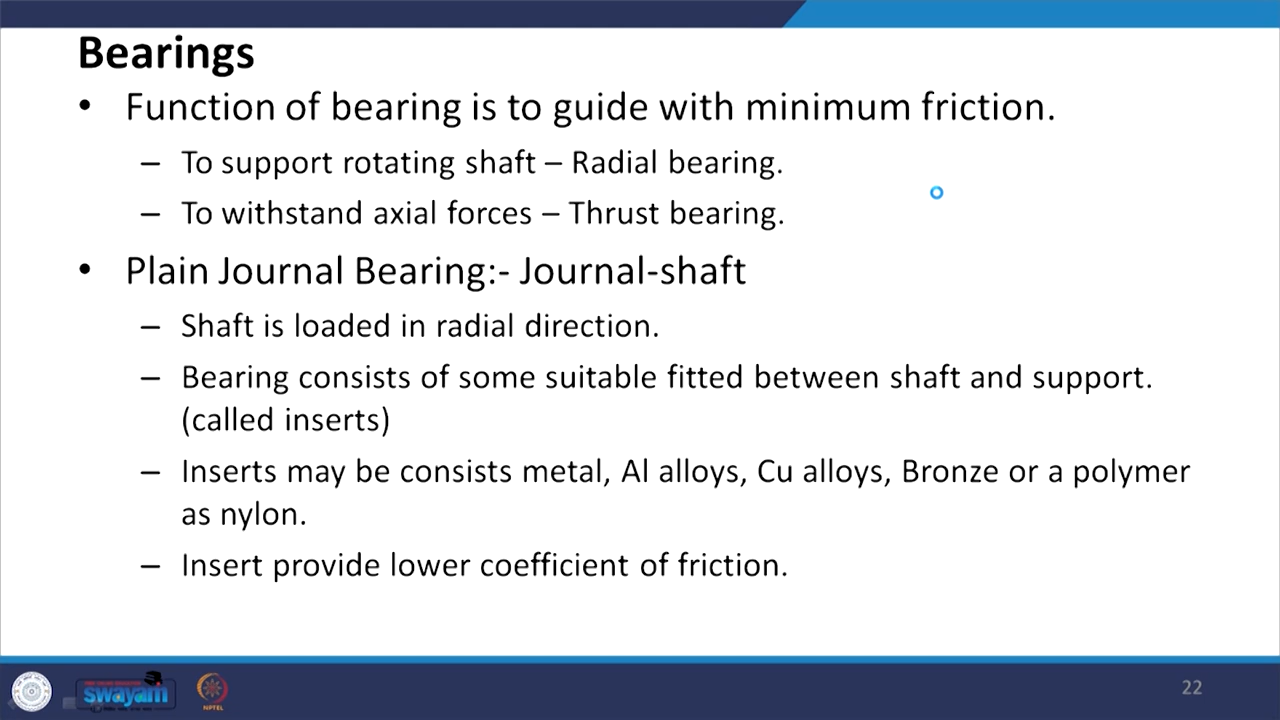 Bearings
• Function of bearing is to guide with minimum friction.
– To support rotating shaft – Radial bearing.
– To withstand axial forces – Thrust bearing.
• Plain Journal Bearing:- Journal-shaft
– Shaft is loaded in radial direction.
– Bearing consists of some suitable fitted between shaft and support.
(called inserts)
– Inserts may be consists metal, Al alloys, Cu alloys, Bronze or a polymer
as nylon.
– Insert provide lower coefficient of friction.
swayam
NPTEL
22